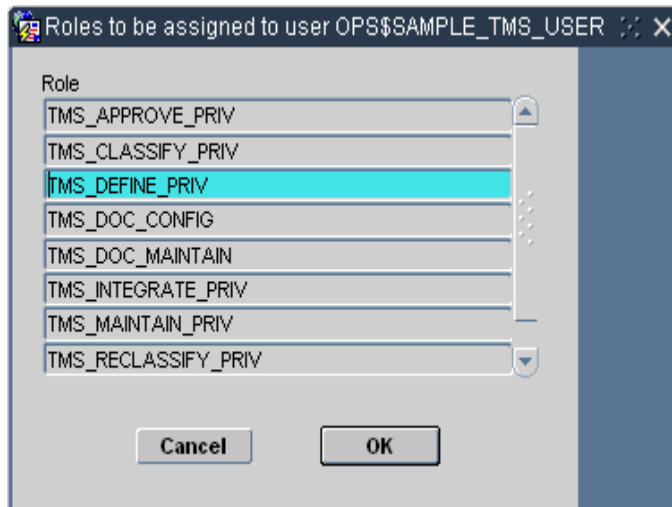 Roles to be assigned to user OPS$SAMPLE_TMS_USER
Role
TMS_APPROVE_PRIV
TMS_CLASSIFY_PRIV
TMS_DEFINE_PRIV
TMS_DOC_CONFIG
TMS_DOC_MAINTAIN
TMS_INTEGRATE_PRIV
TMS_MAINTAIN_PRIV
TMS_RECLASSIFY_PRIV
Cancel OK